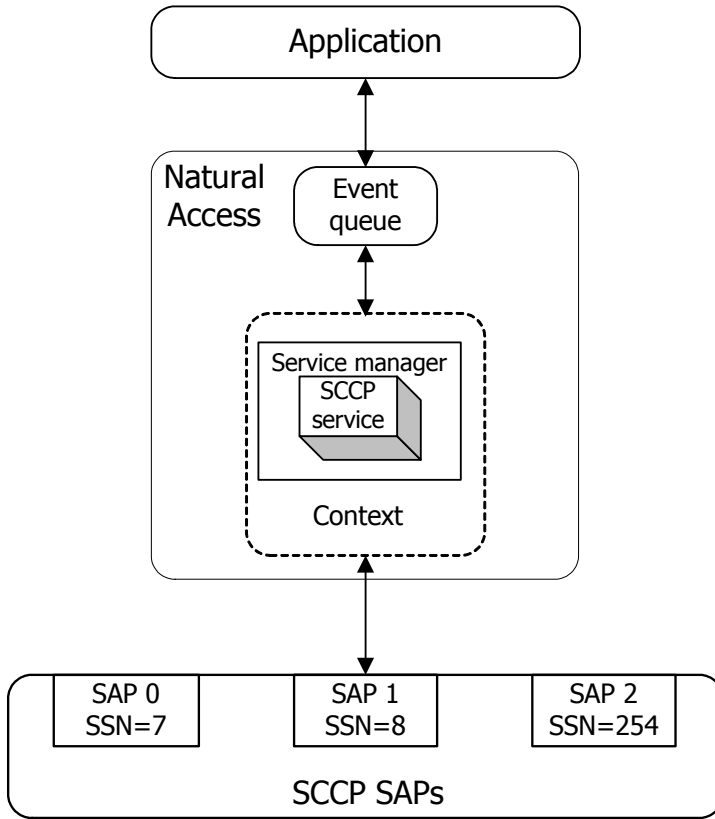 Application
Natural
Access
Event
queue
Service manager
SCCP
service
Context
SAP 0
SSN=7
SAP 1
SSN=8
SAP 2
SSN=254
SCCP SAPs